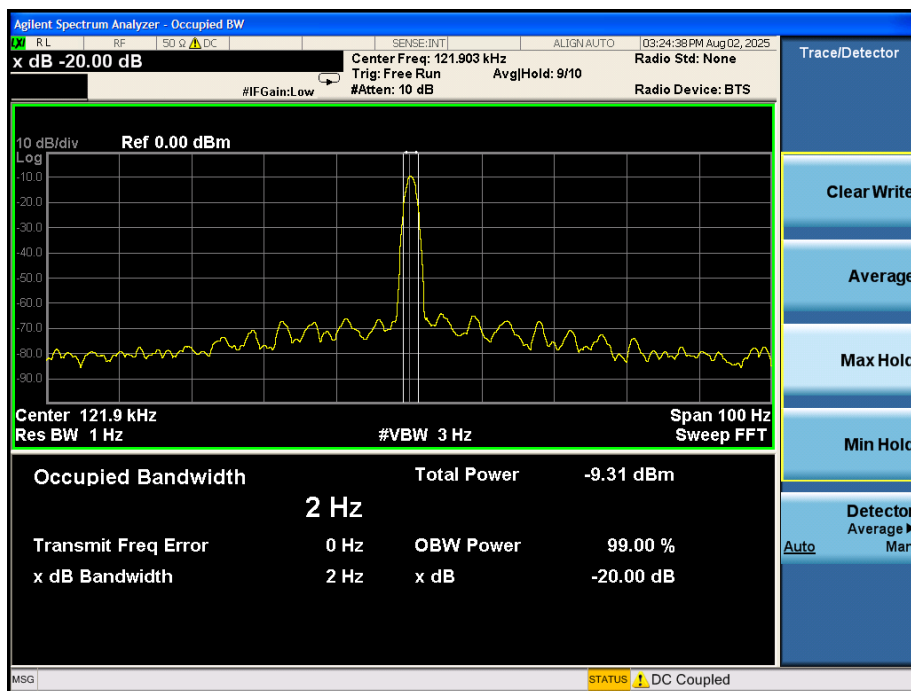 Agilent Spectrum Analyzer - Occupied BW
LXI RL RF 50 Ω DC SENSE:INT ALIGN AUTO 03:24:38 PM Aug 02, 2025
x dB -20.00 dB
Center Freq: 121.903 kHz
Radio Std: None
Trig: Free Run Avg|Hold: 9/10
#IFGain:Low
#Atten: 10 dB
Radio Device: BTS
10 dB/div Ref 0.00 dBm
Log
-10.0
-20.0
-30.0
-40.0
-50.0
-60.0
-70.0
-80.0
-90.0
Center 121.9 kHz Span 100 Hz
Res BW 1 Hz #VBW 3 Hz Sweep FFT
Occupied Bandwidth Total Power -9.31 dBm
2 Hz
Transmit Freq Error 0 Hz OBW Power 99.00 %
x dB Bandwidth 2 Hz x dB -20.00 dB
Trace/Detector
Clear Write
Average
Max Hold
Min Hold
Detector
Average
Auto Man
MSG STATUS DC Coupled